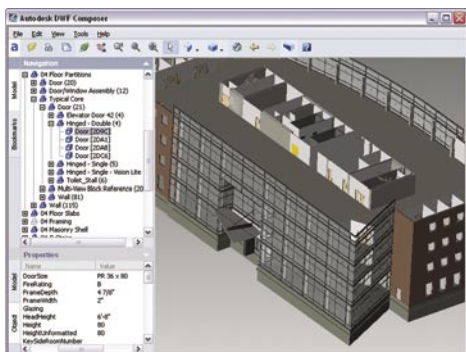 Autodesk DWF Composer
File Edit View Tools Help
Navigation
04 Floor Partitions
Door (20)
Door/Window Assembly (12)
Typical Core
Door (21)
Elevator Door 42 (4)
Hinged - Double (4)
Door [2D9C]
Door [2DA1]
Door [2DA8]
Door [2DC6]
Hinged - Single (5)
Hinged - Single - Vision Lite
Toilet_Stall (6)
Multi-View Block Reference (20
Wall (81)
Wall (115)
04 Floor Slabs
04 Framing
04 Masonry Shell
Model
Bookmarks
Properties
Name Value
DoorSize PR 36 x 80
FireRating B
FrameDepth 4 7/8"
FrameWidth 2"
Glazing
HeadHeight 6'-8"
Height 80
HeightUnformatted 80
KeySideRoomNumber
Model
Object